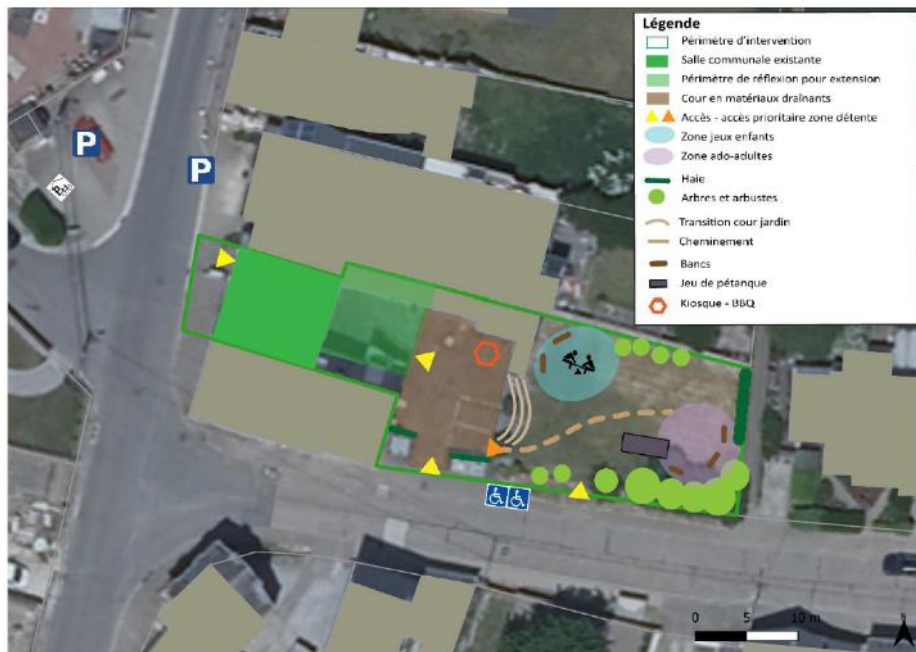 Légende
Périmètre d'intervention
Salle communale existante
Périmètre de réflexion pour extension
Cour en matériaux draînants
Accès - accès prioritaire zone détente
Zone jeux enfants
Zone ado-adultes
Haie
Arbres et arbustes
Transition cour jardin
Cheminement
Bancs
Jeu de pétanque
Kiosque - BBQ
P
P
0 5 10 m
N